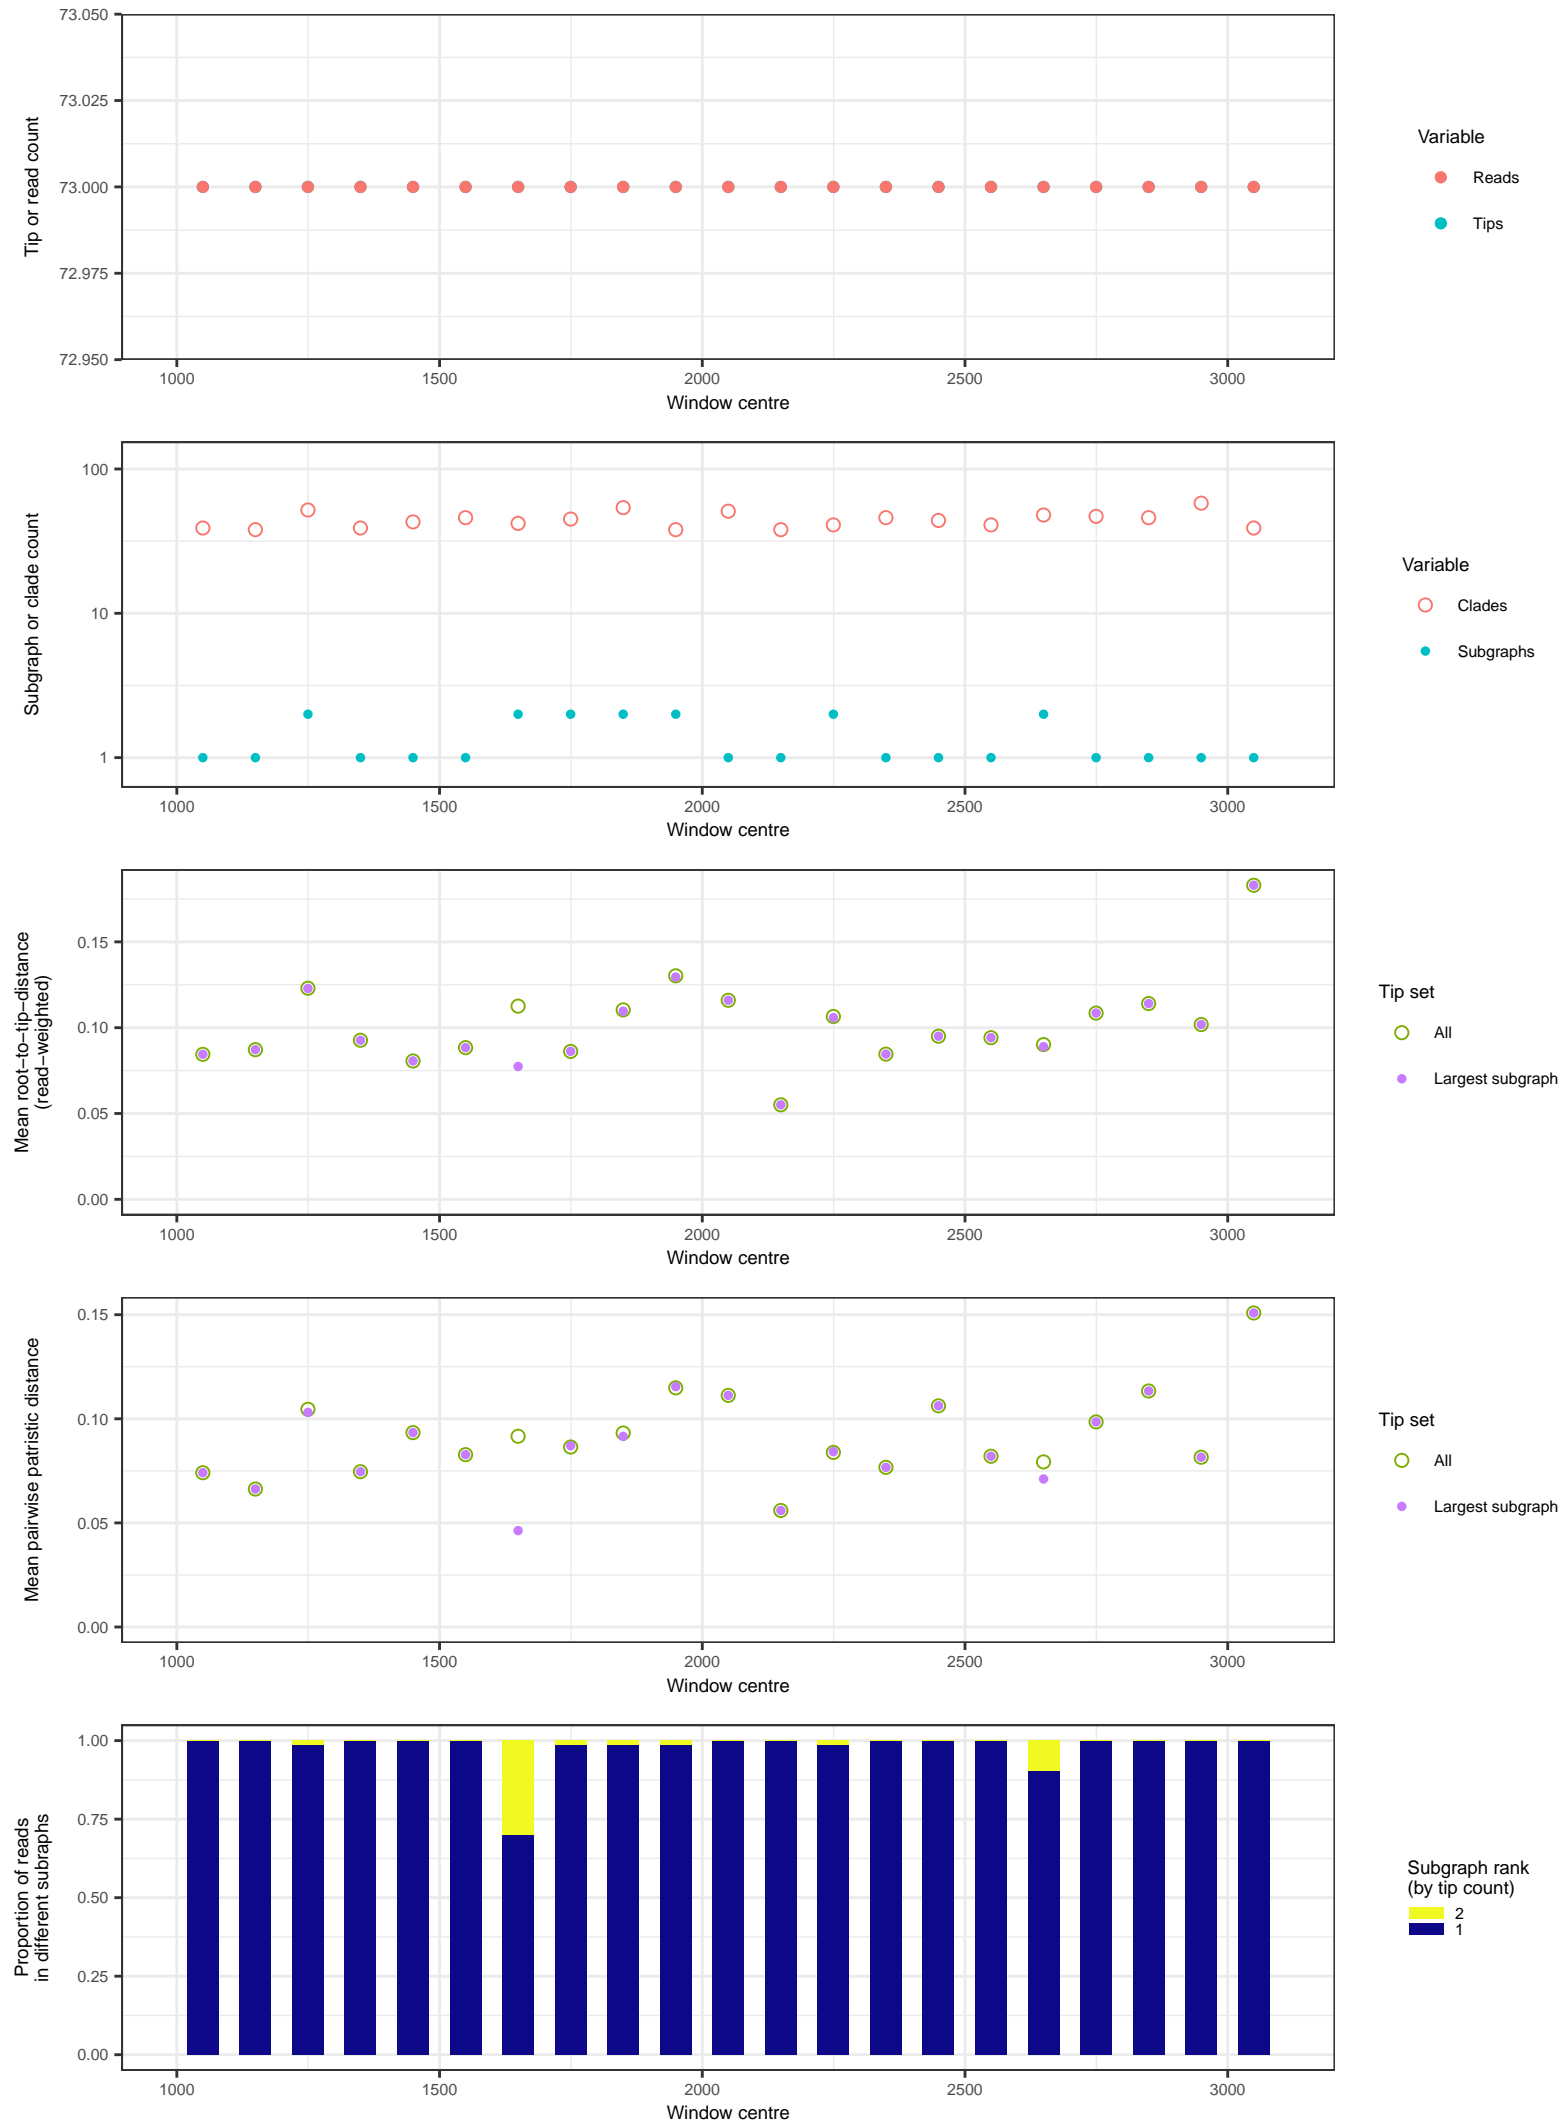 73.050
73.025
73.000
72.975
72.950
Tip or read count
1000 1500 2000 2500 3000
Window centre
Variable
Reads
Tips
100
10
1
Subgraph or clade count
1000 1500 2000 2500 3000
Window centre
Variable
Clades
Subgraphs
0.15
0.10
0.05
0.00
Mean root−to−tip−distance
(read−weighted)
1000 1500 2000 2500 3000
Window centre
Tip set
All
Largest subgraph
0.15
0.10
0.05
0.00
Mean pairwise patristic distance
1000 1500 2000 2500 3000
Window centre
Tip set
All
Largest subgraph
1.00
0.75
0.50
0.25
0.00
Proportion of reads
in different subraphs
1000 1500 2000 2500 3000
Window centre
Subgraph rank
(by tip count)
2
1